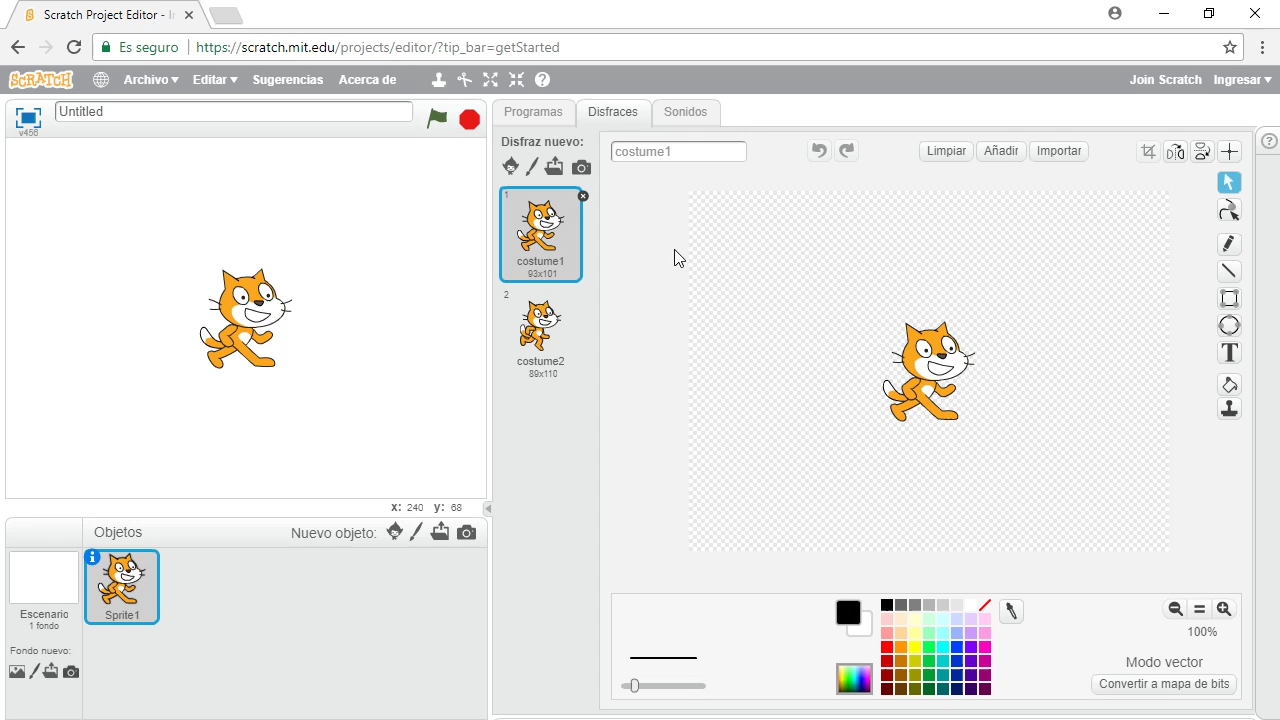 Scratch Project Editor - I
Es seguro
https://scratch.mit.edu/projects/editor/?tip_bar=getStarted
SCRATCH
Archivo
Editar
Sugerencias
Acerca de
Join Scratch
Ingresar
v456
Untitled
Programas
Disfraces
Sonidos
Disfraz nuevo:
costume1
Limpiar
Añadir
Importar
1
costume1
93x101
2
costume2
89x110
x: 240 y: 68
Objetos
Nuevo objeto:
Escenario
1 fondo
Sprite1
Fondo nuevo:
T
100%
Modo vector
Convertir a mapa de bits